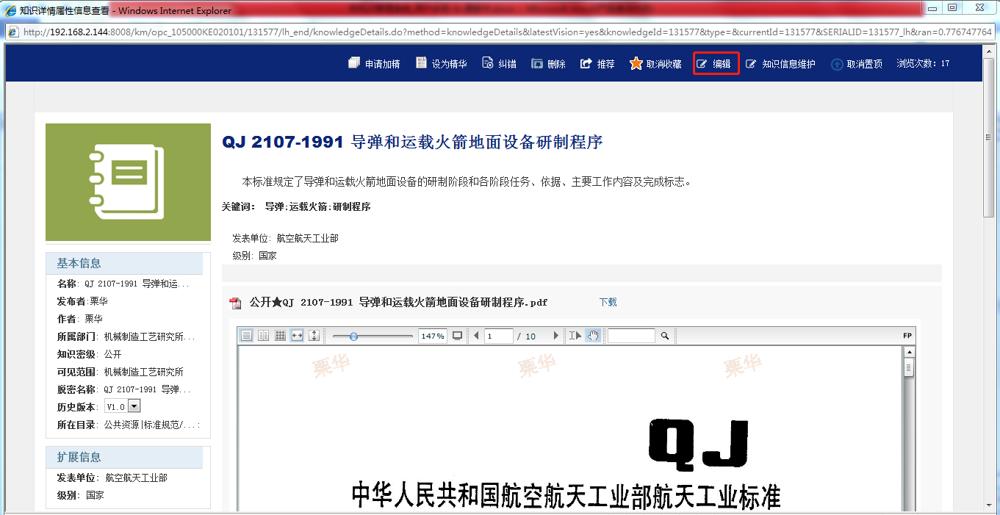 知识详情属性信息查看 - Windows Internet Explorer
http://192.168.2.144:8008/km/opc_105000KE020101/131577/lh_end/knowledgeDetails.do?method=knowledgeDetails&latestVision=yes&knowledgeId=131577&type=&currentId=131577&SERIALID=131577_lh&ran=0.776747764
申请加精 设为精华 纠错 删除 推荐 取消收藏 编辑 知识信息维护 取消置顶 浏览次数: 17
QJ 2107-1991 导弹和运载火箭地面设备研制程序
本标准规定了导弹和运载火箭地面设备的研制阶段和各阶段任务、依据、主要工作内容及完成标志。
关键词: 导弹;运载火箭;研制程序
发表单位: 航空航天工业部
级别: 国家
基本信息
名称: QJ 2107-1991 导弹和运...
发布者:栗华
作者: 栗华
所属部门: 机械制造工艺研究所...
知识密级: 公开
可见范围: 机械制造工艺研究所
脱密名称: QJ 2107-1991 导弹...
历史版本: V1.0
所在目录: 公共资源|标准规范/...:
扩展信息
发表单位: 航空航天工业部
级别: 国家
公开★QJ 2107-1991 导弹和运载火箭地面设备研制程序.pdf 下载
147% 1 / 10 FP
栗华 栗华 栗华
QJ
中华人民共和国航空航天工业部航天工业标准